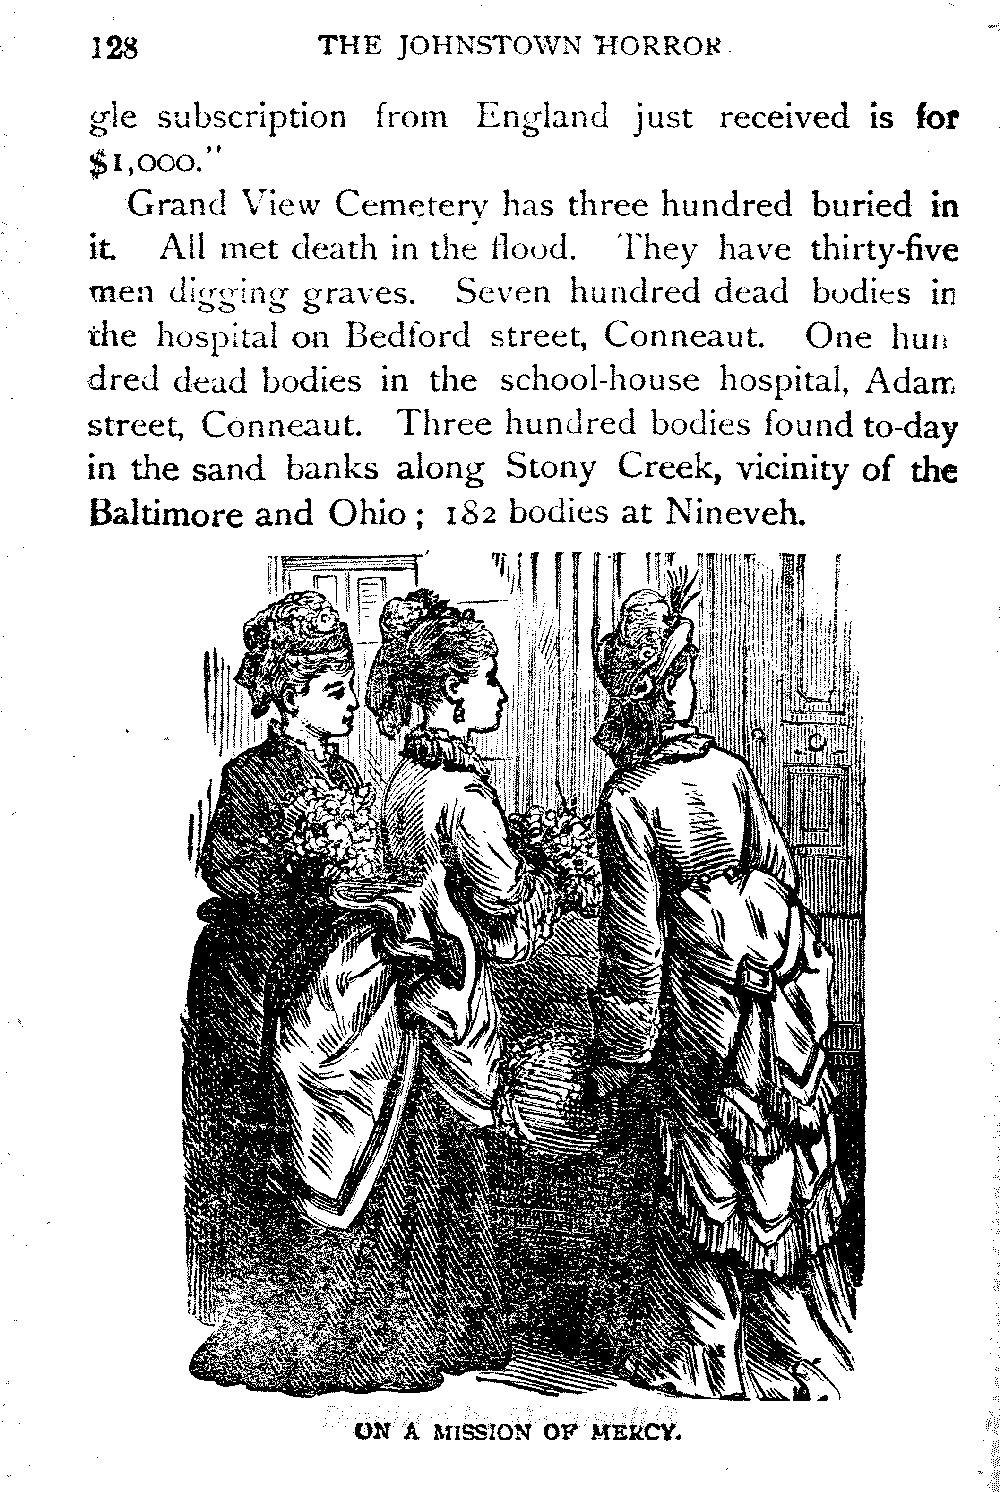 128 THE JOHNSTOWN HORROR
gle subscription from England just received is for
$1,000."
Grand View Cemetery has three hundred buried in
it. All met death in the flood. They have thirty-five
men digging graves. Seven hundred dead bodies in
the hospital on Bedford street, Conneaut. One hun
dred dead bodies in the school-house hospital, Adam
street, Conneaut. Three hundred bodies found to-day
in the sand banks along Stony Creek, vicinity of the
Baltimore and Ohio; 182 bodies at Nineveh.
ON A MISSION OF MERCY.